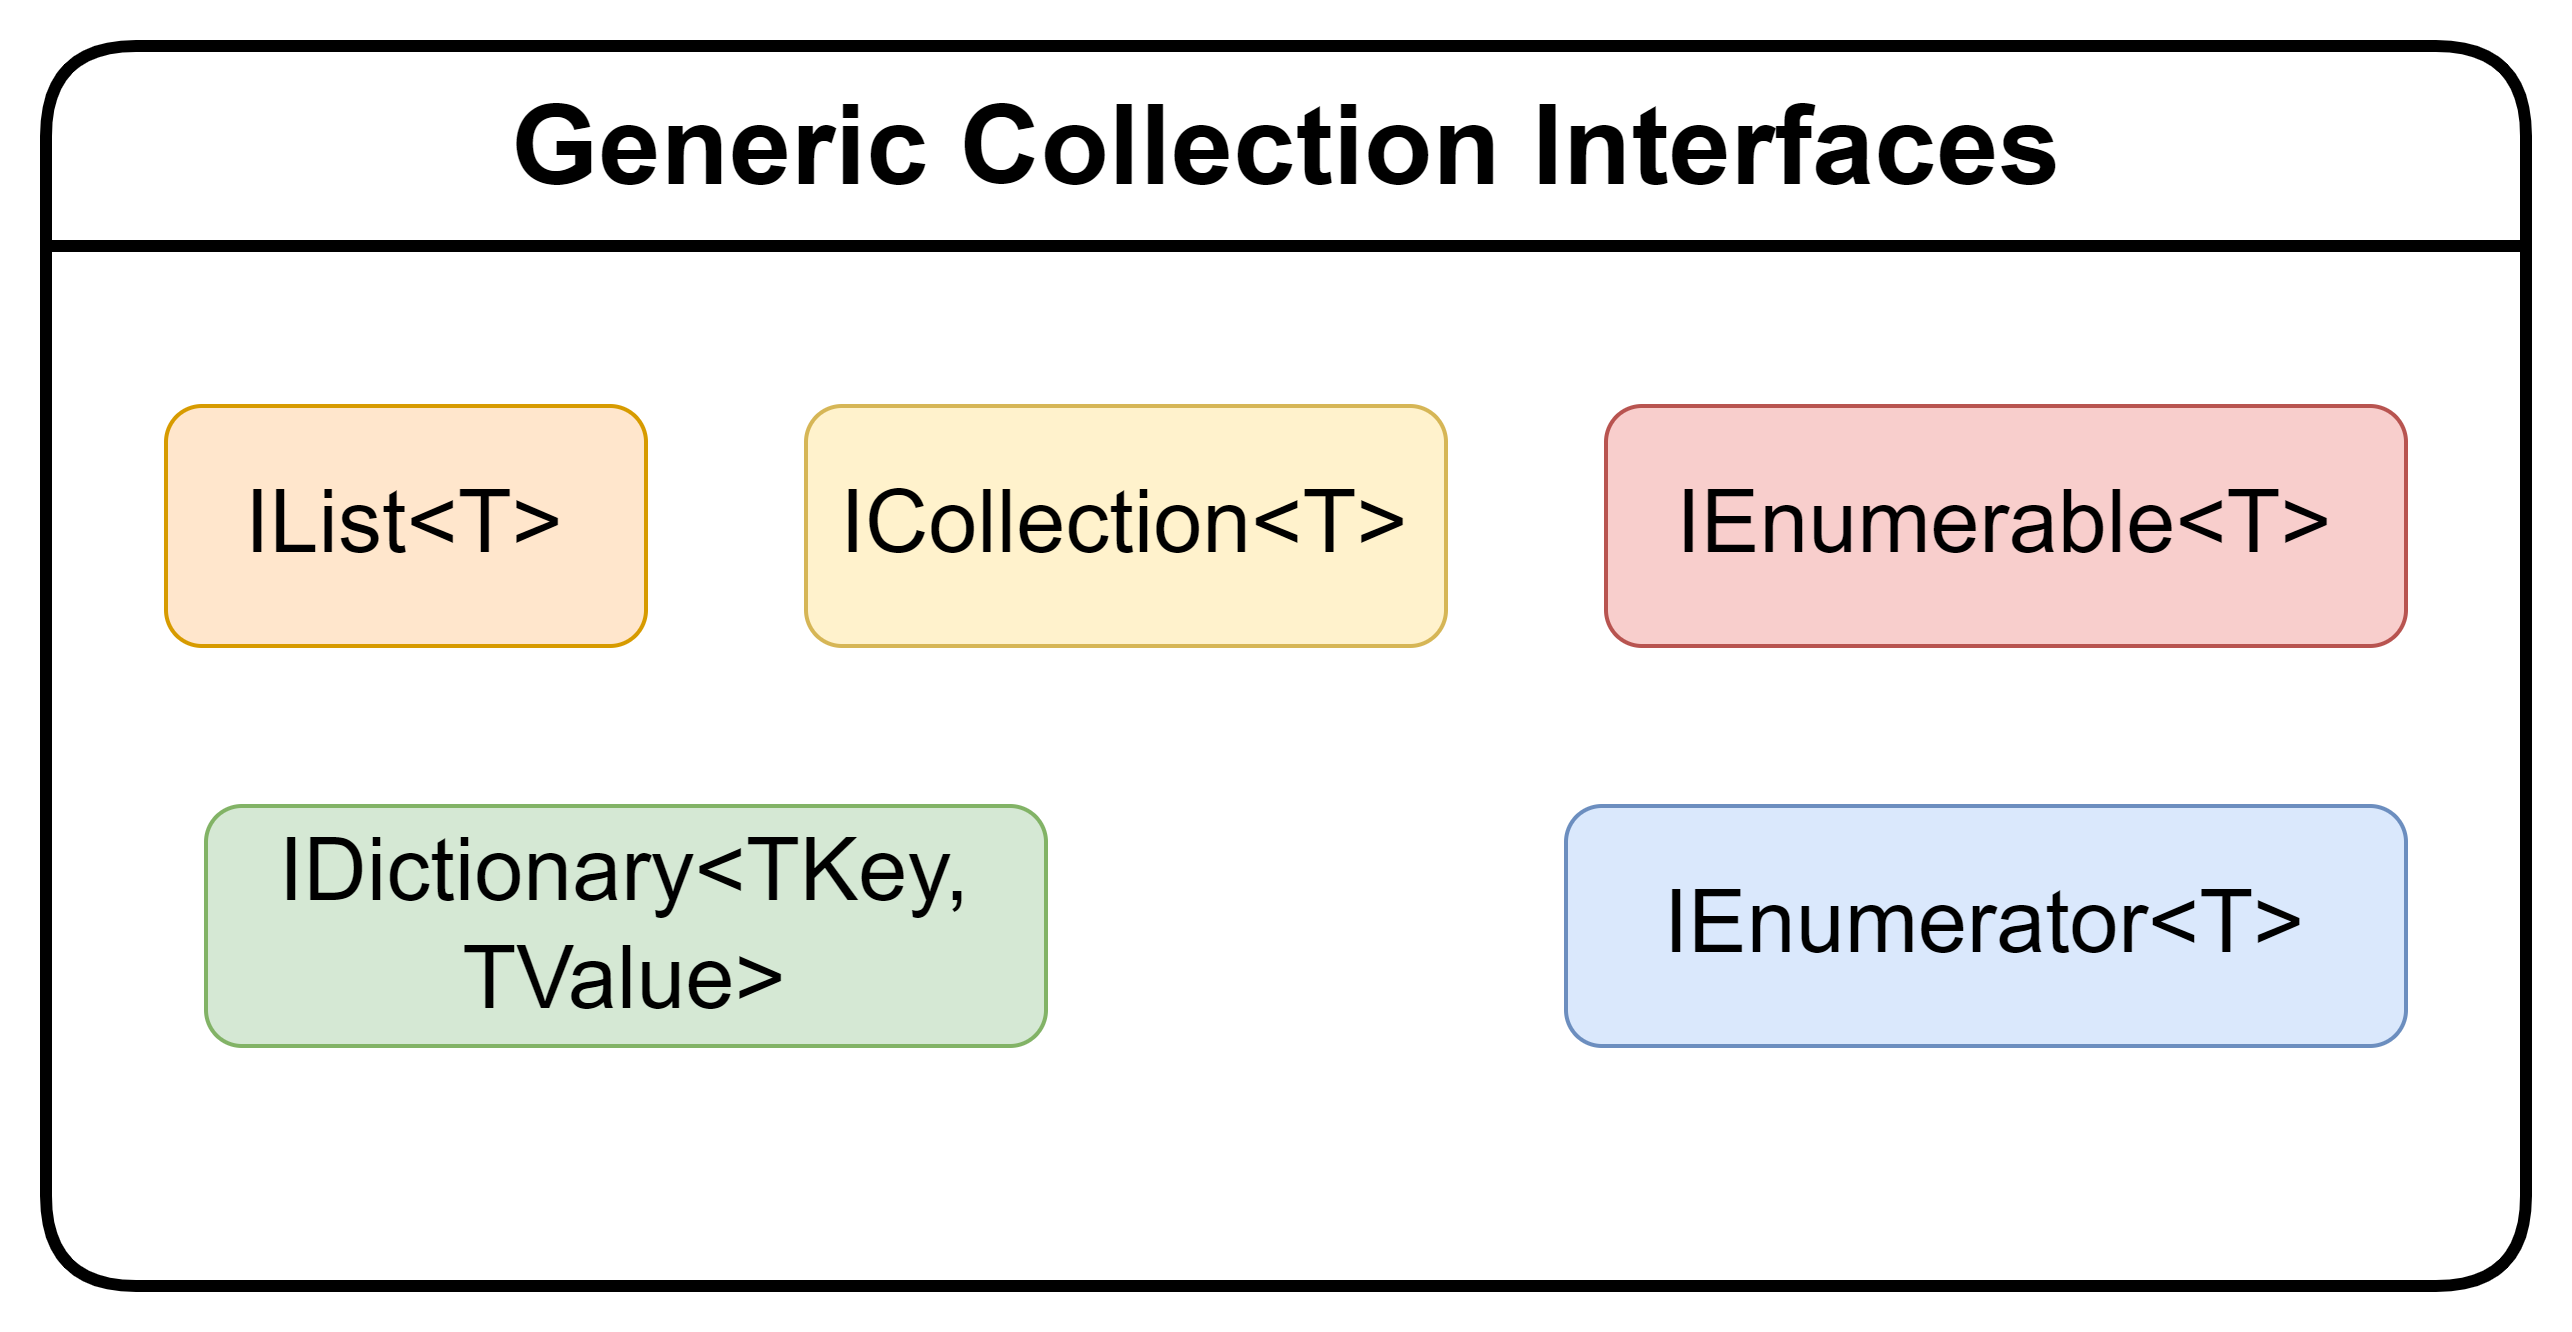 Generic Collection Interfaces
IList<T>
ICollection<T>
IEnumerable<T>
IDictionary<TKey,
TValue>
IEnumerator<T>